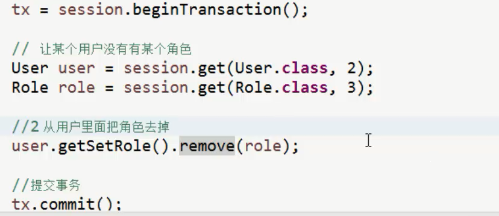 tx = session.beginTransaction();
// 让某个用户没有有某个角色
User user = session.get(User.class, 2);
Role role = session.get(Role.class, 3);
//2 从用户里面把角色去掉
user.getSetRole().remove(role);
//提交事务
tx.commit();